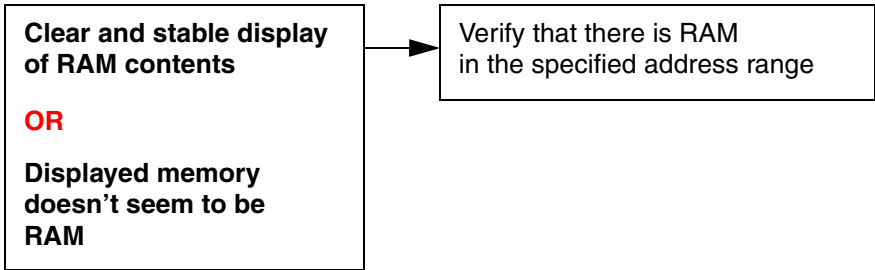 Clear and stable display
of RAM contents
OR
Displayed memory
doesn't seem to be
RAM
Verify that there is RAM
in the specified address range